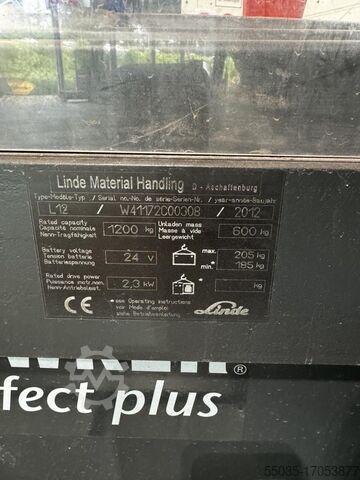 Linde Material Handling D - Aschaffenburg
Type-Modèle-Typ / Serial no.-No. de série-Serien-Nr. / year-année-Baujahr
L12 / W41172C00308 / 2012
Rated capacity
Capacité nominale
Nenn-Tragfähigkeit
1200 kg
Unladen mass
Masse à vide
Leergewicht
600 kg
Battery voltage
Tension batterie
Batteriespannung
24 V
max. 205 kg
min. 185 kg
Rated drive power
Puissance motr.nom.
Nenn-Antriebsleist.
2,3 kW
kg
CE
* see Operating instructions
voir Mode d'emploi
siehe Betriebsanleitung
Linde
fect plus ®
55035-17053877